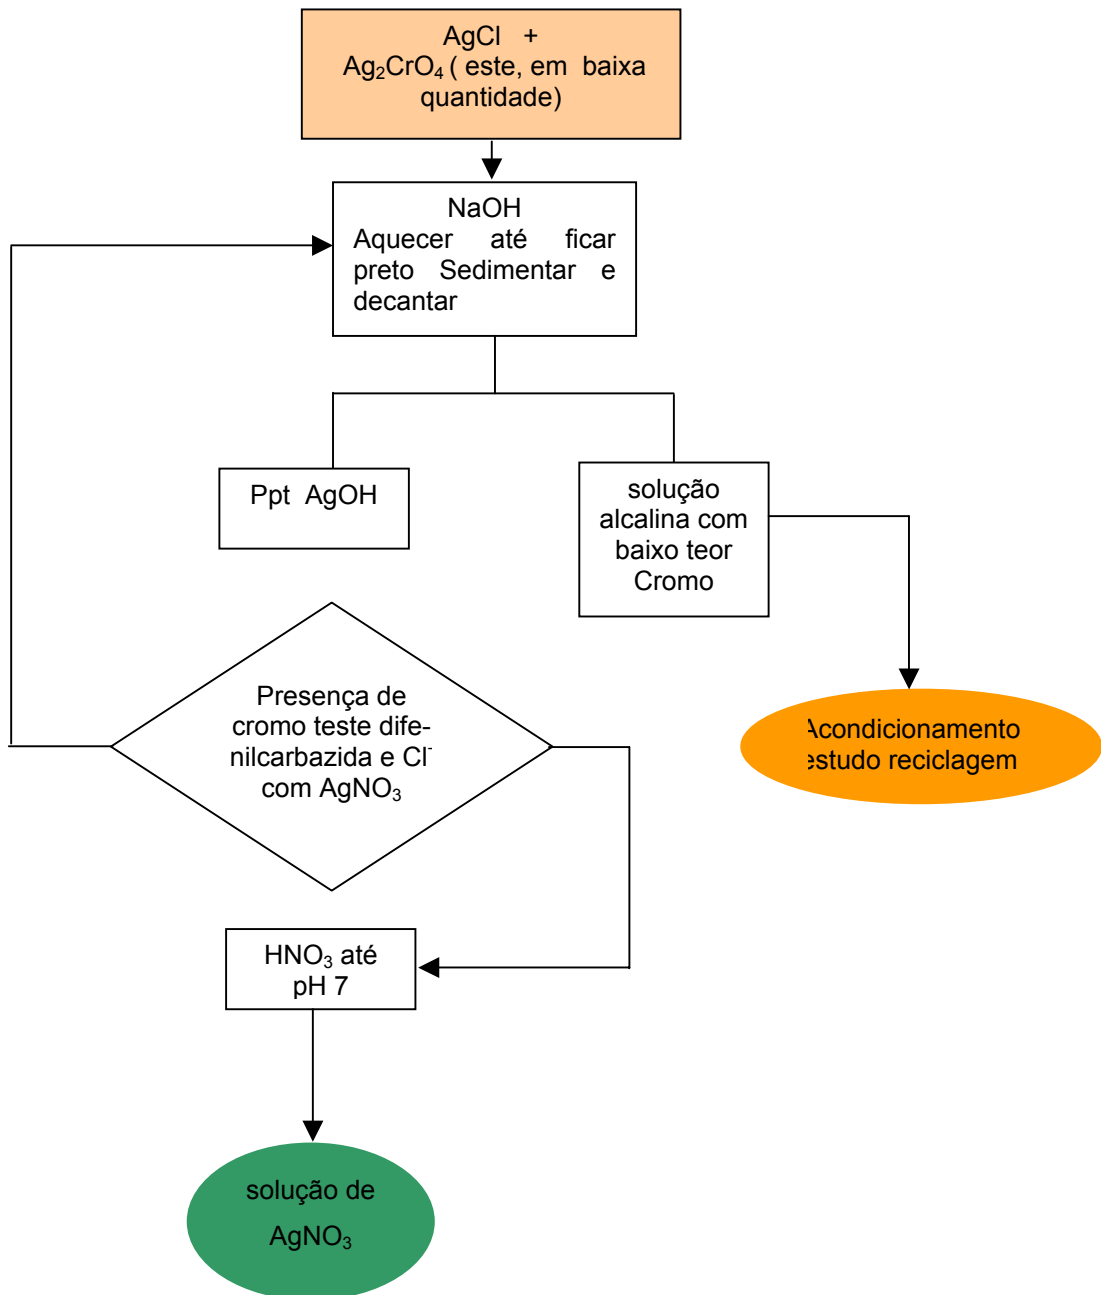 AgCl +
Ag₂CrO₄ ( este, em baixa
quantidade)
NaOH
Aquecer até ficar
preto Sedimentar e
decantar
Ppt AgOH
solução
alcalina com
baixo teor
Cromo
Presença de
cromo teste dife-
nilcarbazida e Cl⁻
com AgNO₃
Acondicionamento
estudo reciclagem
HNO₃ até
pH 7
solução de
AgNO₃